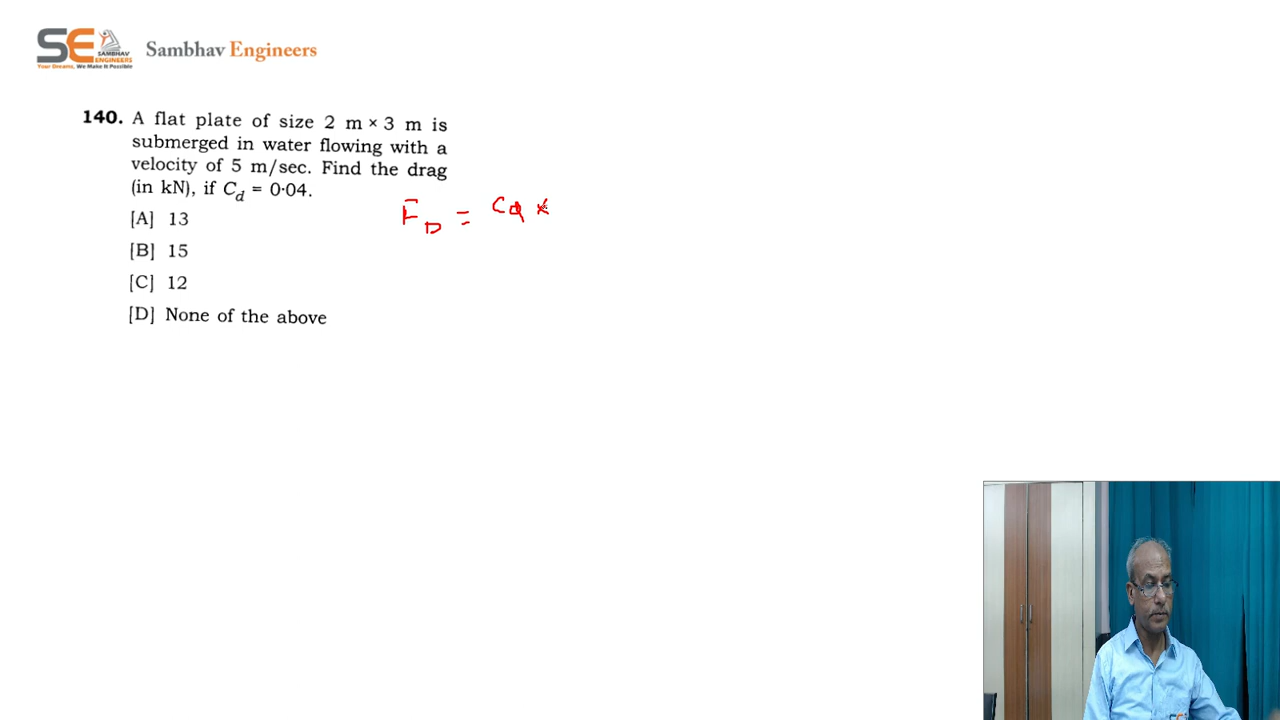 SE
SAMBHAV
ENGINEERS
Your Dreams, We Make It Possible
Sambhav Engineers
140. A flat plate of size 2 m × 3 m is
submerged in water flowing with a
velocity of 5 m/sec. Find the drag
(in kN), if C_d = 0·04.
[A] 13
F_D = C_d ×
[B] 15
[C] 12
[D] None of the above